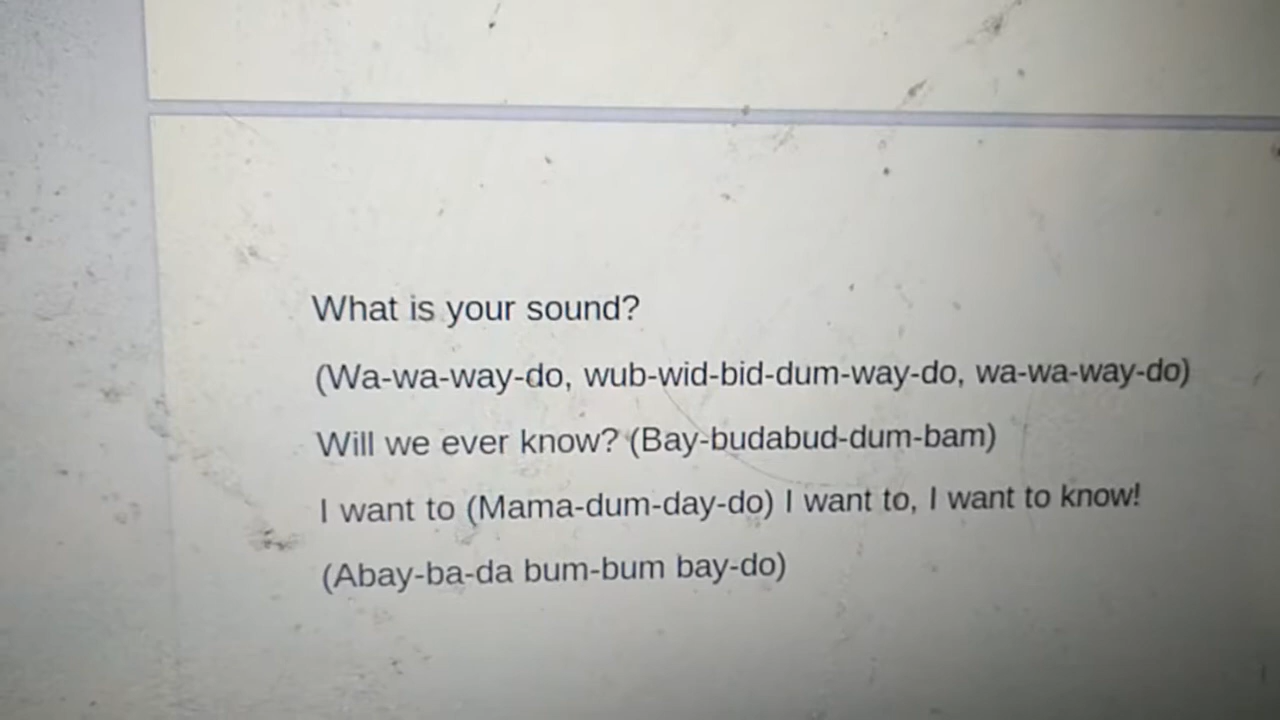 What is your sound?
(Wa-wa-way-do, wub-wid-bid-dum-way-do, wa-wa-way-do)
Will we ever know? (Bay-budabud-dum-bam)
I want to (Mama-dum-day-do) I want to, I want to know!
(Abay-ba-da bum-bum bay-do)